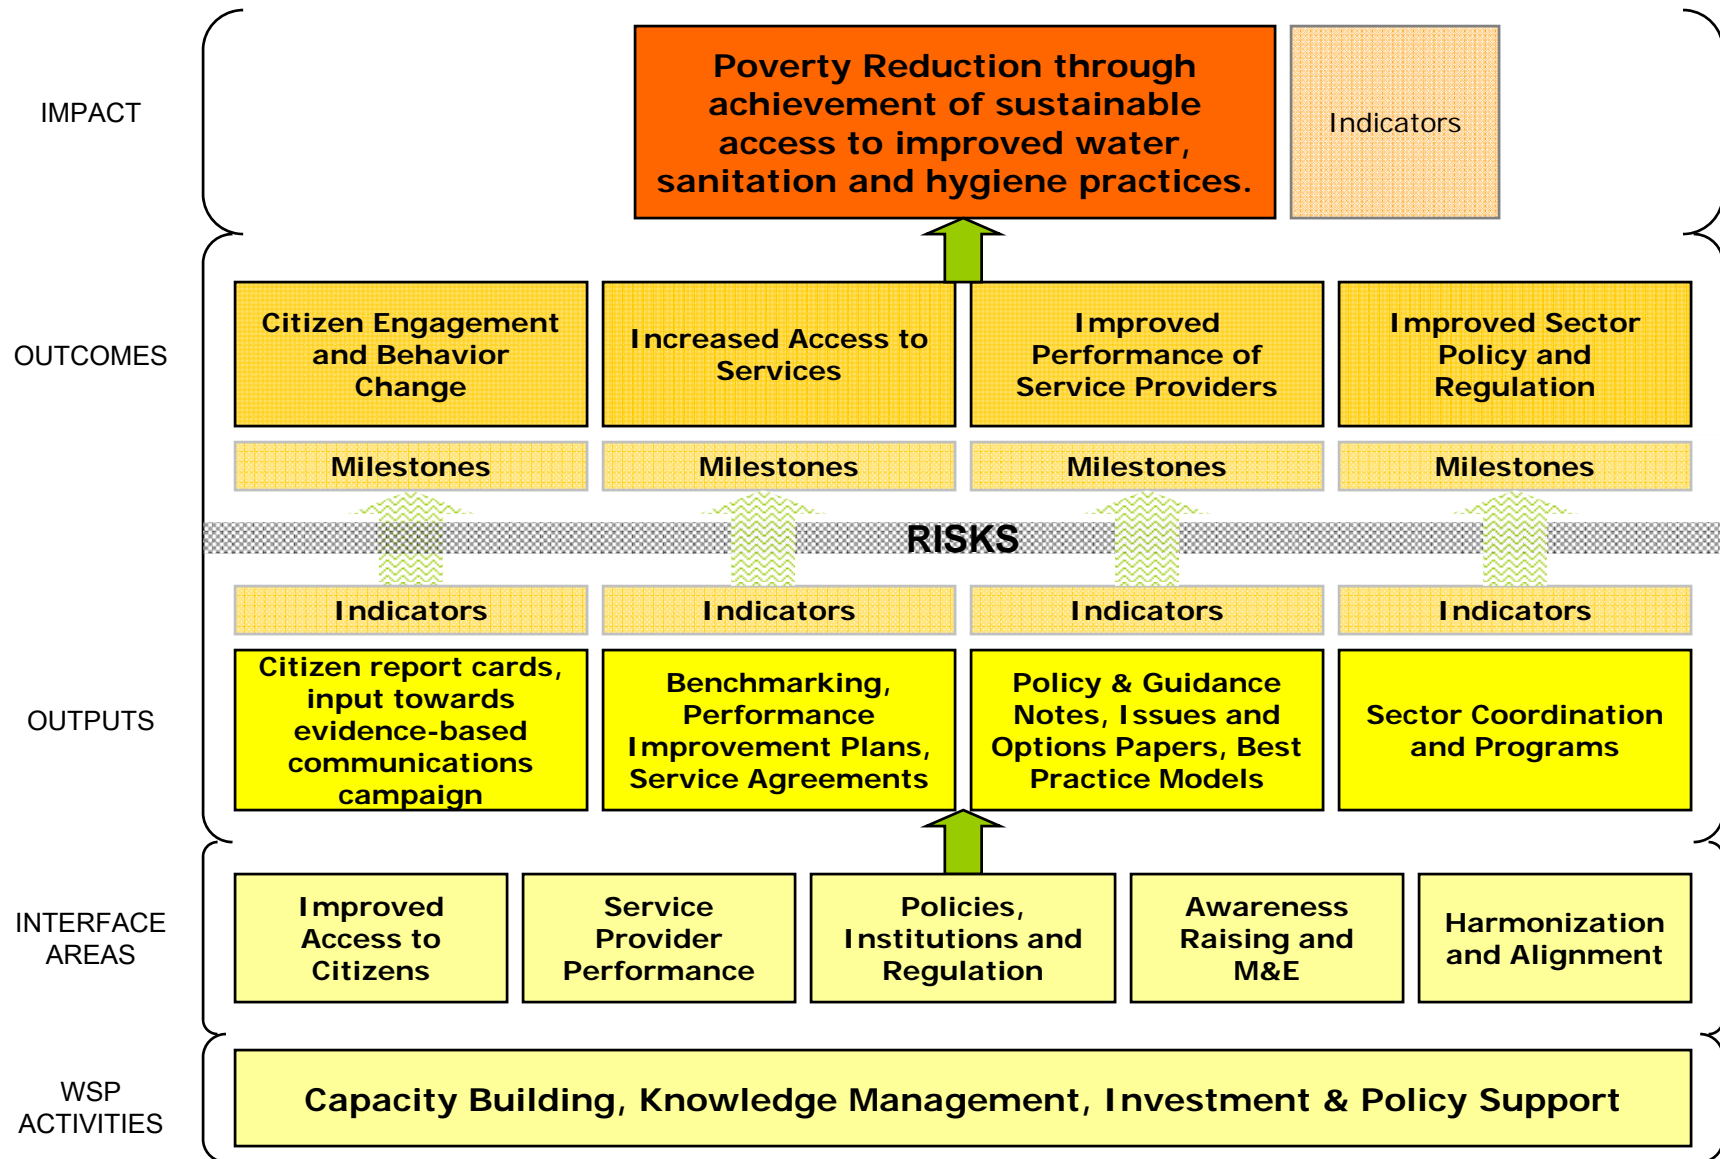 IMPACT
Poverty Reduction through
achievement of sustainable
access to improved water,
sanitation and hygiene practices.
Indicators
OUTCOMES
Citizen Engagement
and Behavior
Change
Increased Access to
Services
Improved
Performance of
Service Providers
Improved Sector
Policy and
Regulation
Milestones
Milestones
Milestones
Milestones
RISKS
Indicators
Indicators
Indicators
Indicators
OUTPUTS
Citizen report cards,
input towards
evidence-based
communications
campaign
Benchmarking,
Performance
Improvement Plans,
Service Agreements
Policy & Guidance
Notes, Issues and
Options Papers, Best
Practice Models
Sector Coordination
and Programs
INTERFACE
AREAS
Improved
Access to
Citizens
Service
Provider
Performance
Policies,
Institutions and
Regulation
Awareness
Raising and
M&E
Harmonization
and Alignment
WSP
ACTIVITIES
Capacity Building, Knowledge Management, Investment & Policy Support